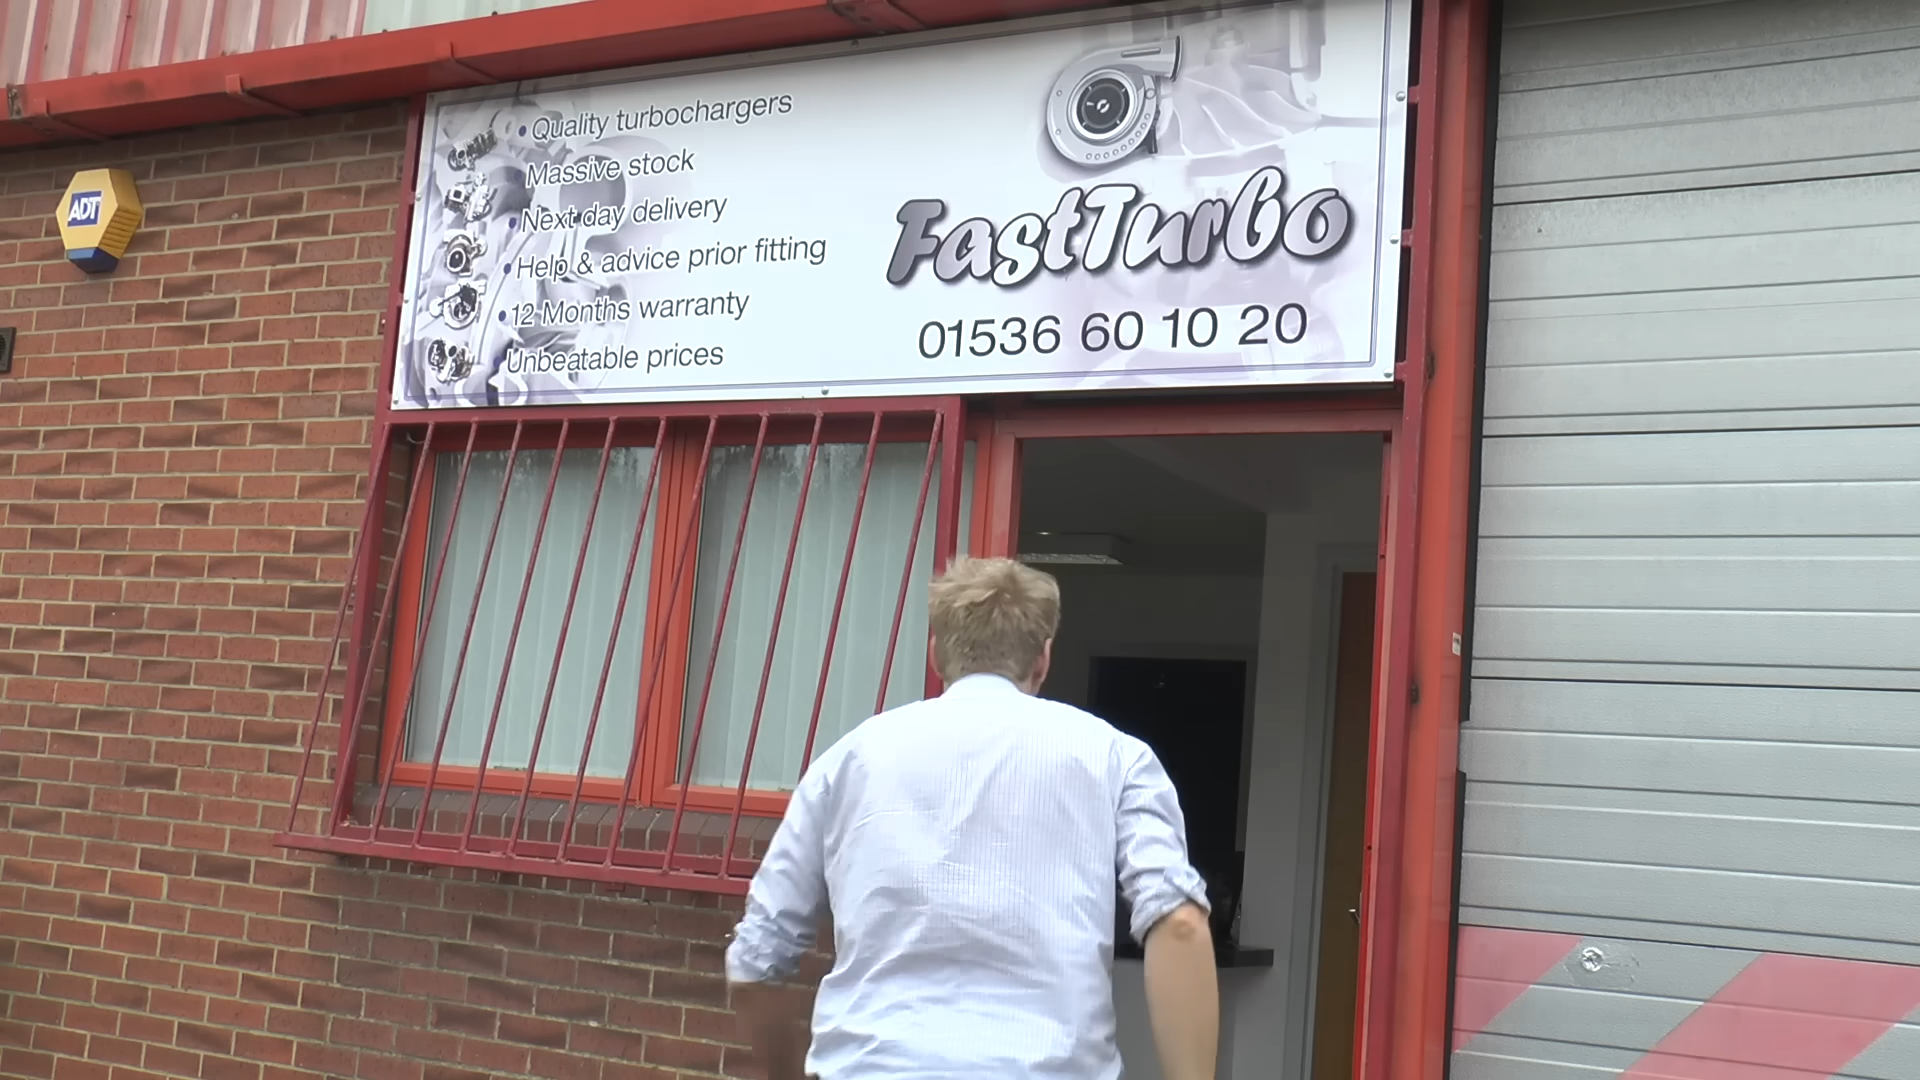 ADT
• Quality turbochargers
Massive stock
• Next day delivery
• Help & advice prior fitting
• 12 Months warranty
Unbeatable prices
FastTurbo
01536 60 10 20